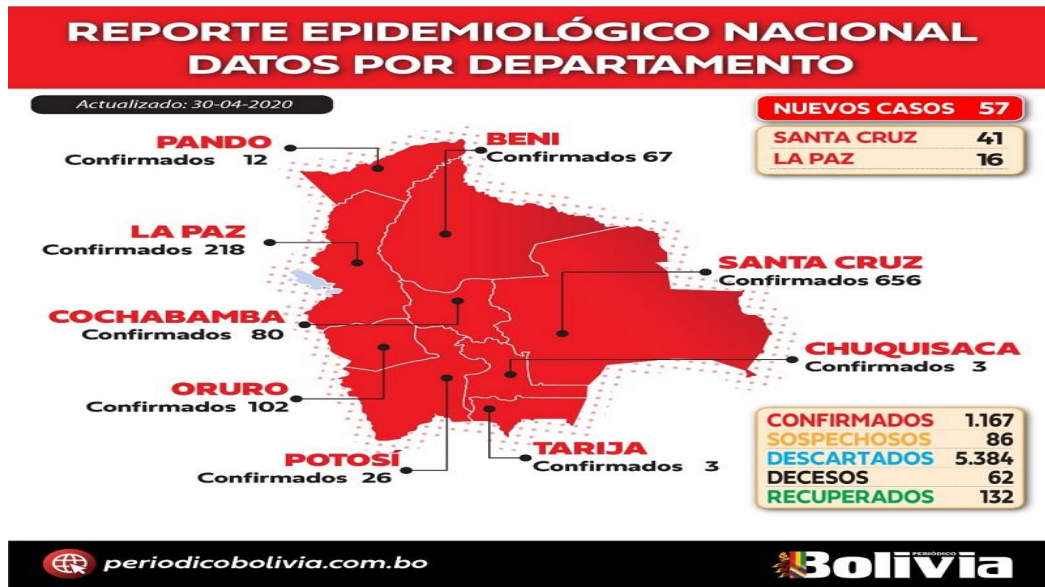 REPORTE EPIDEMIOLÓGICO NACIONAL
DATOS POR DEPARTAMENTO
Actualizado: 30-04-2020
NUEVOS CASOS 57
SANTA CRUZ 41
LA PAZ 16
PANDO
Confirmados 12
BENI
Confirmados 67
LA PAZ
Confirmados 218
SANTA CRUZ
Confirmados 656
COCHABAMBA
Confirmados 80
CHUQUISACA
Confirmados 3
ORURO
Confirmados 102
POTOSÍ
Confirmados 26
TARIJA
Confirmados 3
CONFIRMADOS 1.167
SOSPECHOSOS 86
DESCARTADOS 5.384
DECESOS 62
RECUPERADOS 132
periodicobolivia.com.bo
PERIÓDICO
Bolivia